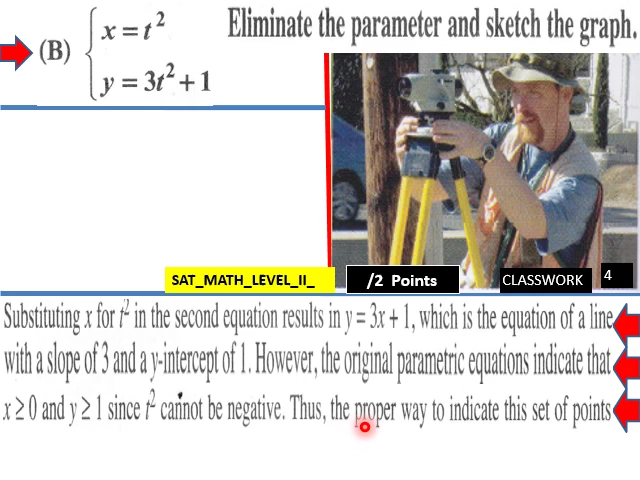 Eliminate the parameter and sketch the graph.
(B) { x = t²
y = 3t² + 1
SAT_MATH_LEVEL_II_ /2 Points CLASSWORK 4
Substituting x for t² in the second equation results in y = 3x + 1, which is the equation of a line
with a slope of 3 and a y-intercept of 1. However, the original parametric equations indicate that
x ≥ 0 and y ≥ 1 since t² cannot be negative. Thus, the proper way to indicate this set of points